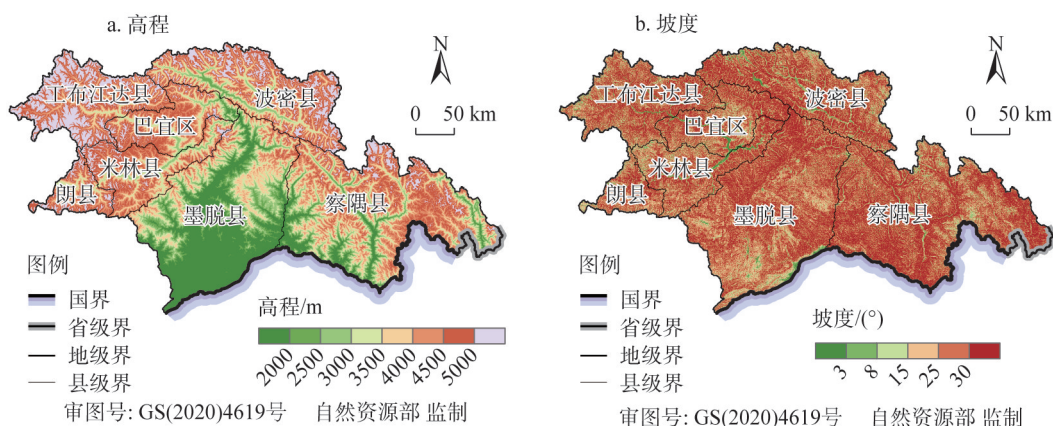 a. 高程
N
0 50 km
工布江达县
波密县
巴宜区
米林县
朗县
墨脱县
察隅县
图例
国界
省级界
地级界
县级界
高程/m
2000 2500 3000 3500 4000 4500 5000
审图号: GS(2020)4619号 自然资源部 监制
b. 坡度
N
0 50 km
工布江达县
波密县
巴宜区
米林县
朗县
墨脱县
察隅县
图例
国界
省级界
地级界
县级界
坡度/(°)
3 8 15 25 30
审图号: GS(2020)4619号 自然资源部 监制